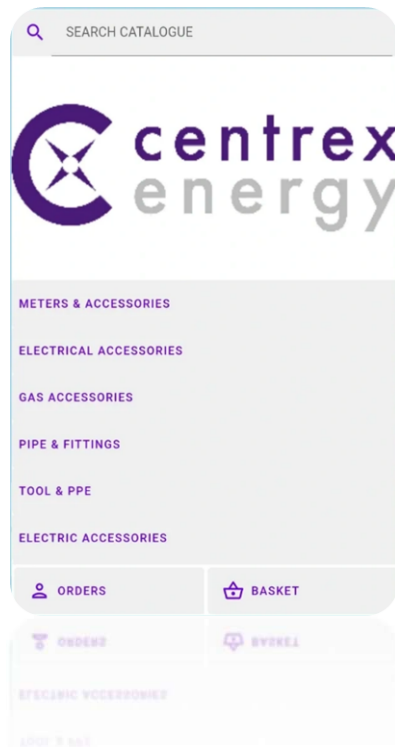 SEARCH CATALOGUE
centrex
energy
METERS & ACCESSORIES
ELECTRICAL ACCESSORIES
GAS ACCESSORIES
PIPE & FITTINGS
TOOL & PPE
ELECTRIC ACCESSORIES
ORDERS BASKET